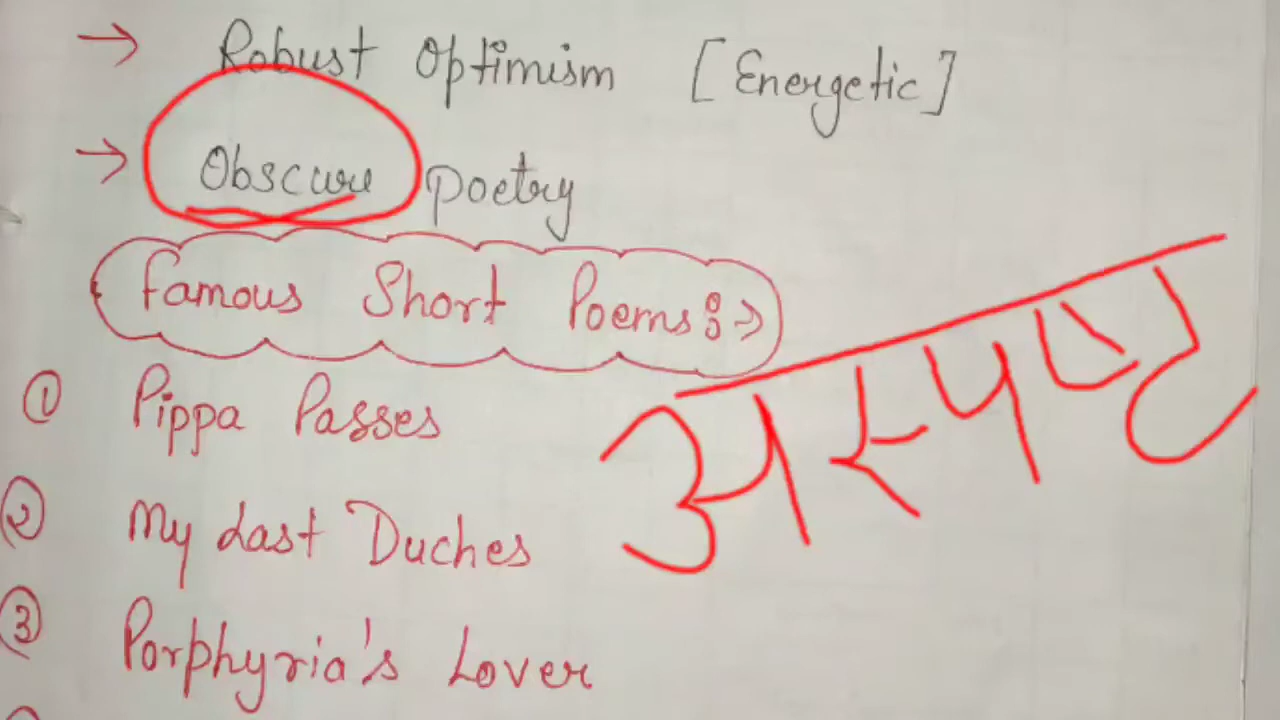 → Robust Optimism [Energetic]
→ Obscure Poetry
Famous Short Poems:→
① Pippa Passes
② My Last Duches
③ Porphyria's Lover
अस्पष्ट